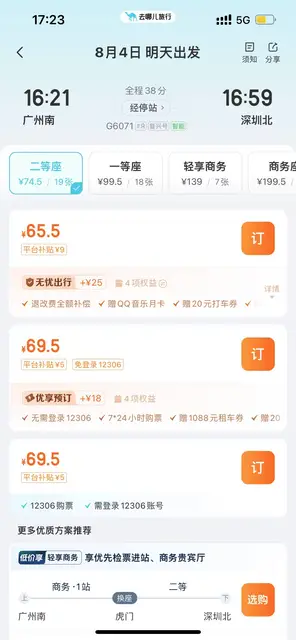 17:23
去哪儿旅行
5G
8月4日 明天出发
须知
分享
16:21
全程38分
16:59
经停站 >
广州南
深圳北
G6071 复兴号 智能
二等座
¥74.5 / 19张
一等座
¥99.5 / 18张
轻享商务
¥139 / 7张
商务座
¥199.5
¥65.5
平台补贴¥9
订
无忧出行 +¥25 4项权益
详情
退改费全额补偿 赠QQ音乐月卡 赠20元打车券
¥69.5
平台补贴¥5 免登录12306
订
优享预订 +¥18 4项权益
无需登录12306 7*24小时购票 赠1088元租车券 赠20
¥69.5
平台补贴¥5
订
12306购票 需登录12306账号
更多优质方案推荐
低价享 轻享商务 享优先检票进站、商务贵宾厅
商务·1站
二等
上
换座
下
选购
广州南
虎门
深圳北